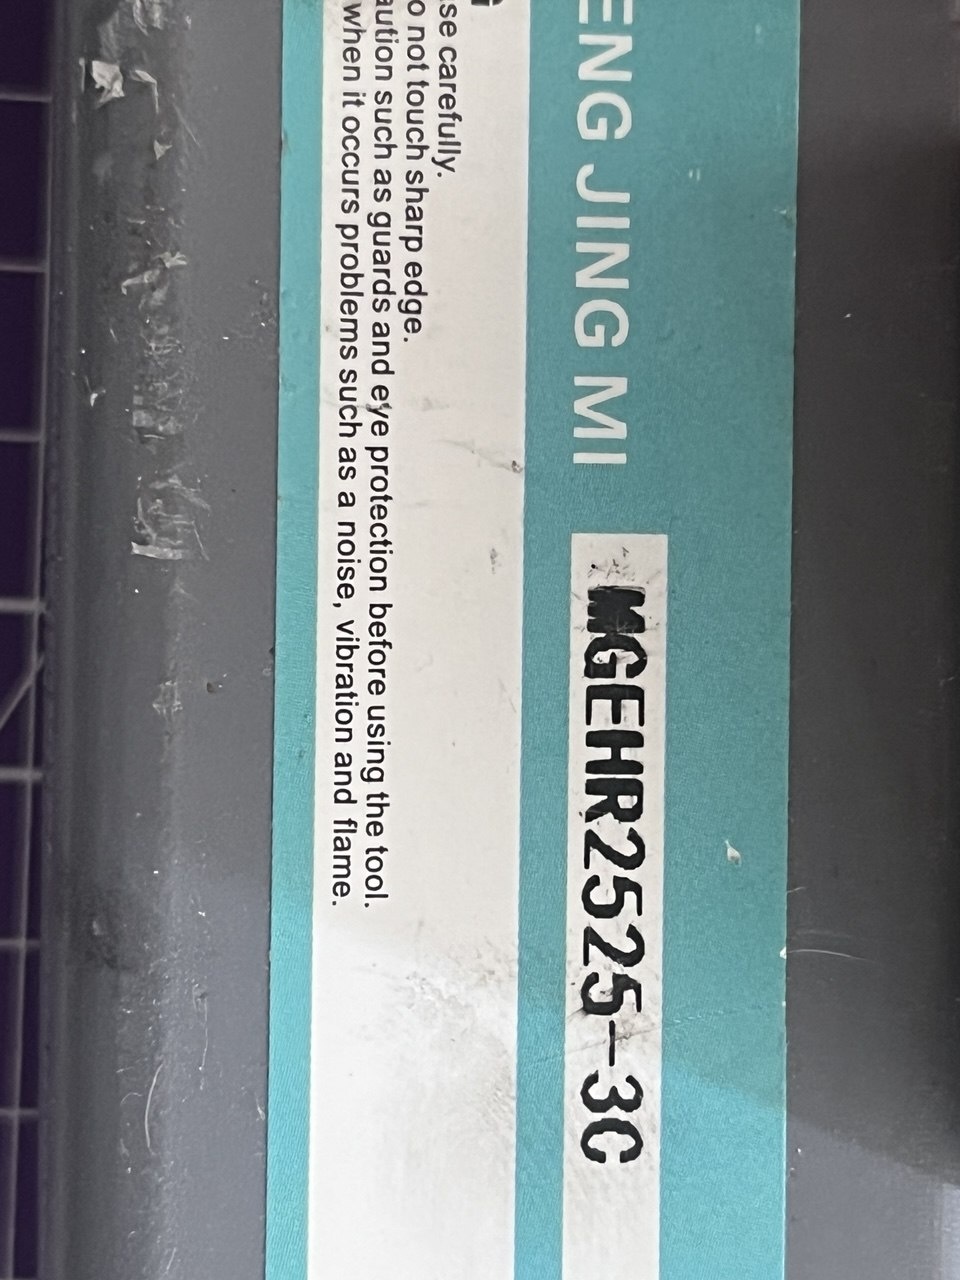 ENG JING MI
MGEHR2525-3C
se carefully.
o not touch sharp edge.
aution such as guards and eye protection before using the tool.
when it occurs problems such as a noise, vibration and flame.